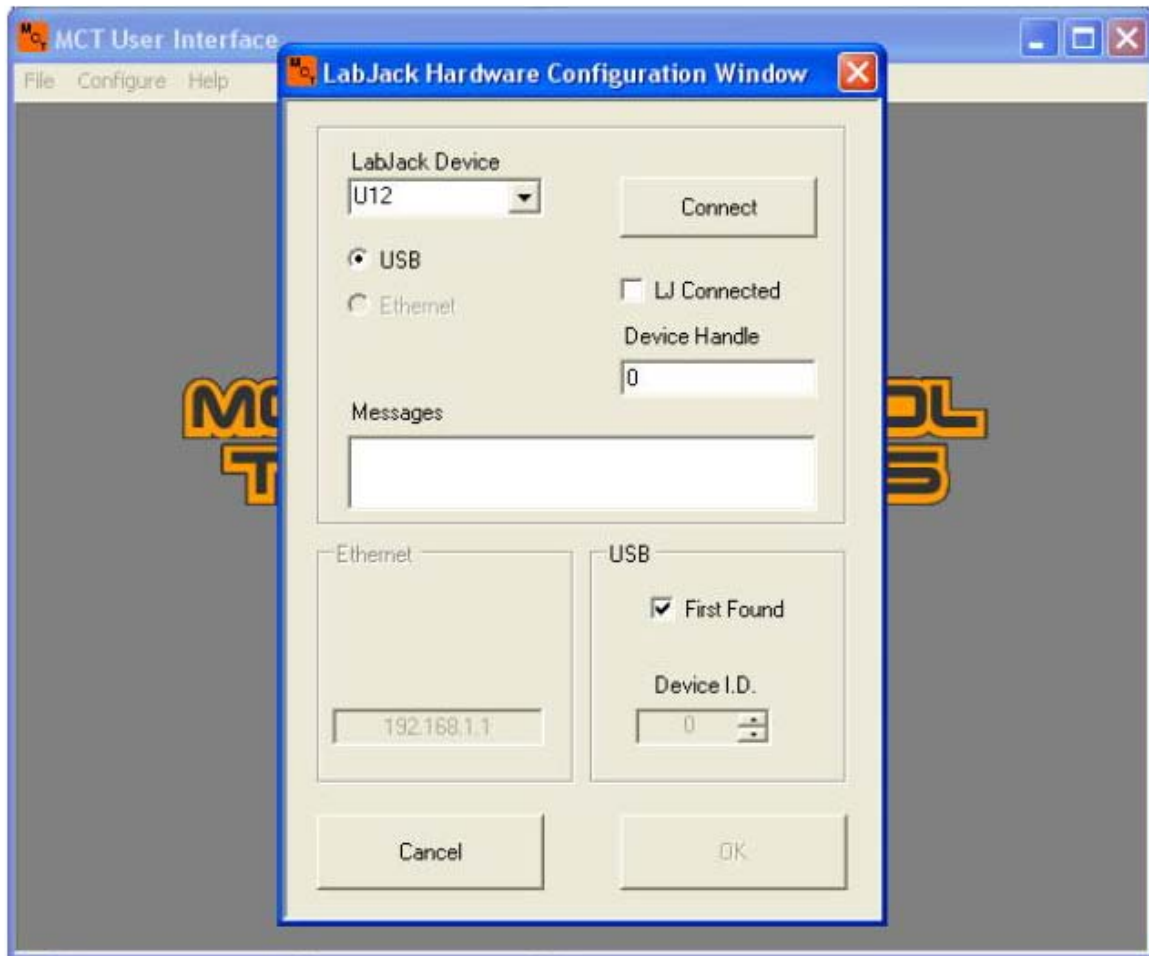 MCT User Interface
File Configure Help
LabJack Hardware Configuration Window
LabJack Device
U12
Connect
USB
Ethernet
LJ Connected
Device Handle
0
Messages
Ethernet
192.168.1.1
USB
First Found
Device I.D.
0
Cancel
OK